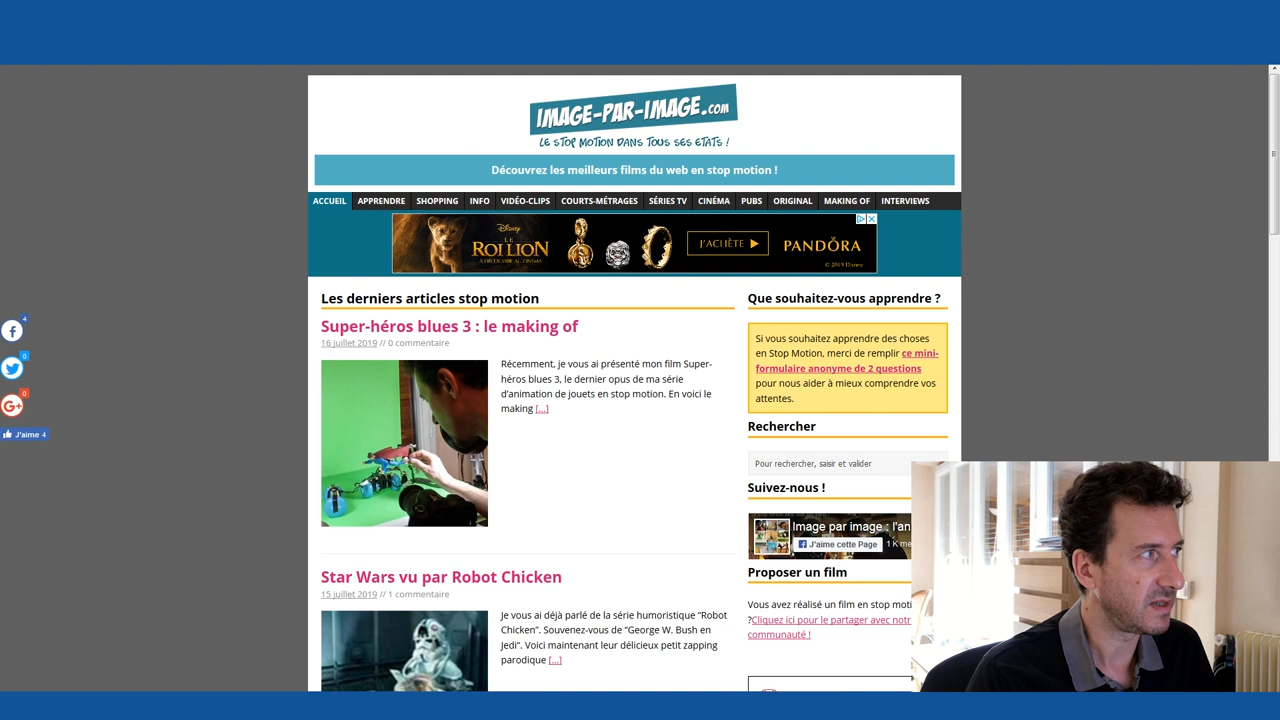 IMAGE-PAR-IMAGE.COM
LE STOP MOTION DANS TOUS SES ETATS !
Découvrez les meilleurs films du web en stop motion !
ACCUEIL APPRENDRE SHOPPING INFO VIDÉO-CLIPS COURTS-MÉTRAGES SÉRIES TV CINÉMA PUBS ORIGINAL MAKING OF INTERVIEWS
DISNEY
LE
ROI LION
J'ACHÈTE
PANDÖRA
© 2019 Disney
Les derniers articles stop motion
Super-héros blues 3 : le making of
16 juillet 2019 // 0 commentaire
Récemment, je vous ai présenté mon film Super-
héros blues 3, le dernier opus de ma série
d'animation de jouets en stop motion. En voici le
making [...]
Star Wars vu par Robot Chicken
15 juillet 2019 // 1 commentaire
Je vous ai déjà parlé de la série humoristique “Robot
Chicken”. Souvenez-vous de “George W. Bush en
Jedi”. Voici maintenant leur délicieux petit zapping
parodique [...]
Que souhaitez-vous apprendre ?
Si vous souhaitez apprendre des choses
en Stop Motion, merci de remplir ce mini-
formulaire anonyme de 2 questions
pour nous aider à mieux comprendre vos
attentes.
Rechercher
Pour rechercher, saisir et valider
Suivez-nous !
Image par image : l'an
J'aime cette Page 1 K me
Proposer un film
Vous avez réalisé un film en stop moti
?Cliquez ici pour le partager avec notr
communauté !
4
0
0
J'aime 4